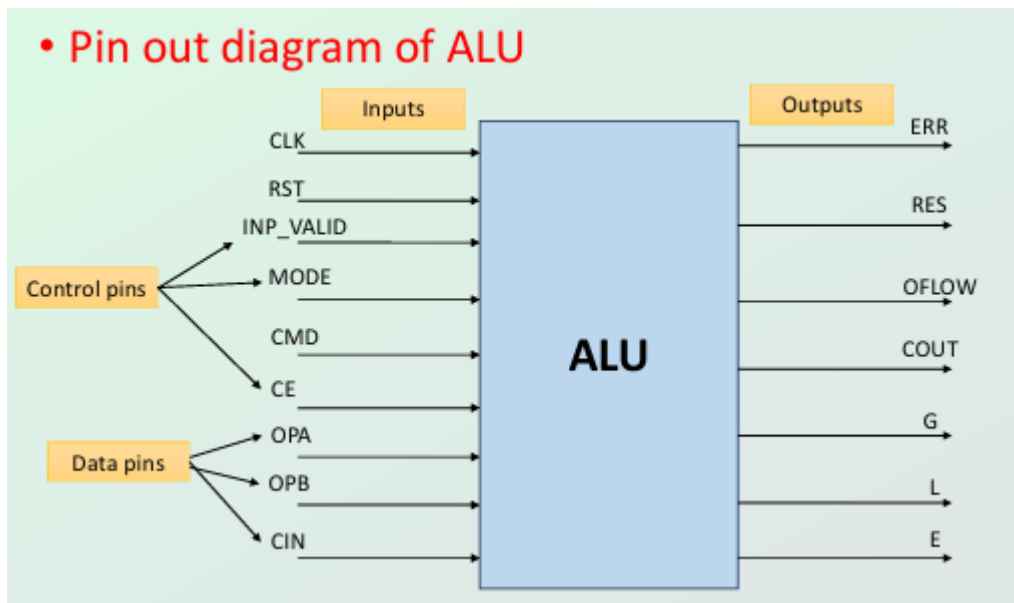 • Pin out diagram of ALU
Inputs
Outputs
CLK
RST
INP_VALID
MODE
CMD
CE
OPA
OPB
CIN
Control pins
Data pins
ALU
ERR
RES
OFLOW
COUT
G
L
E